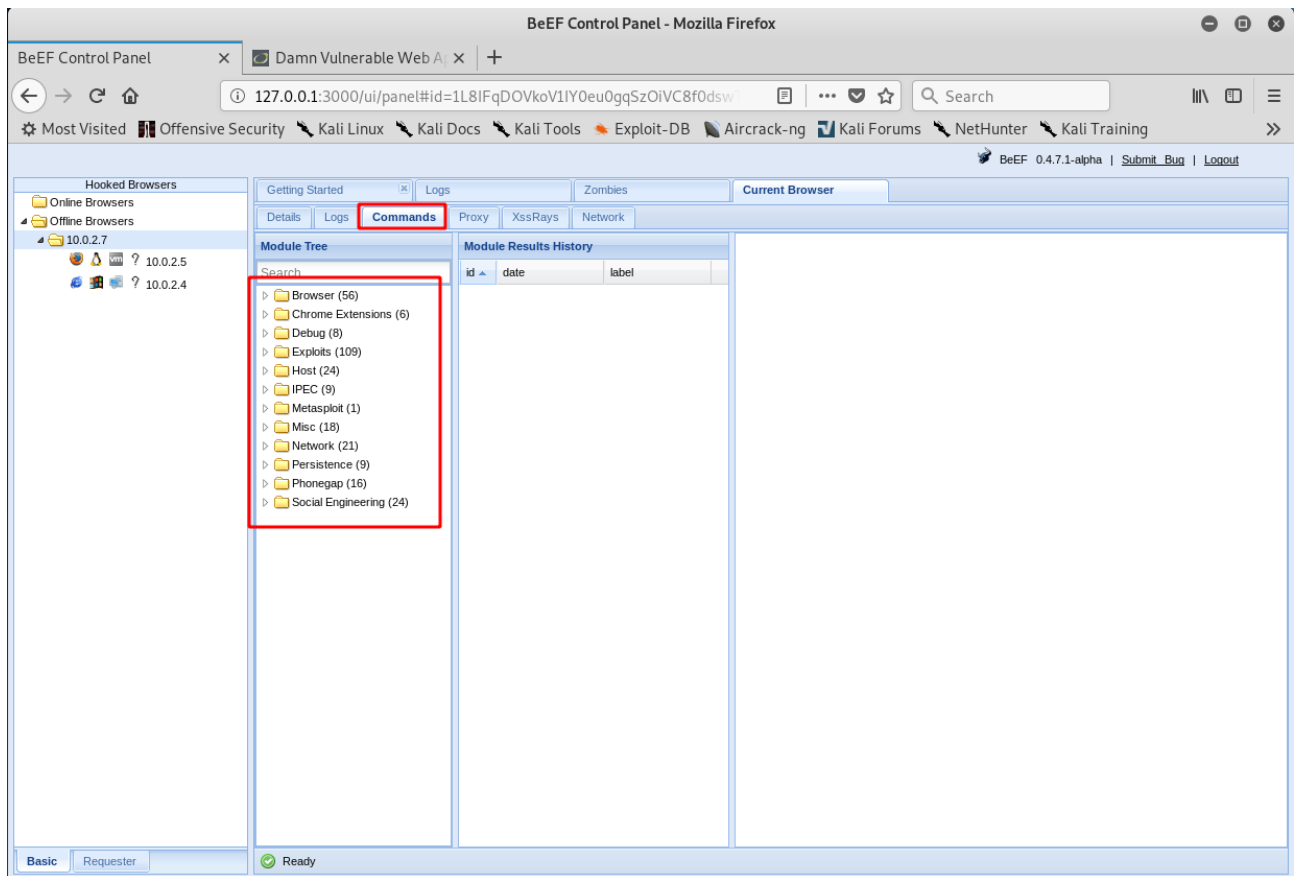 BeEF Control Panel - Mozilla Firefox
BeEF Control Panel
Damn Vulnerable Web A
127.0.0.1:3000/ui/panel#id=1L8IFqDOVkoV1IY0eu0gqSzOiVC8f0dsw
Search
Most Visited Offensive Security Kali Linux Kali Docs Kali Tools Exploit-DB Aircrack-ng Kali Forums NetHunter Kali Training
BeEF 0.4.7.1-alpha | Submit Bug | Logout
Hooked Browsers
Online Browsers
Offline Browsers
10.0.2.7
? 10.0.2.5
? 10.0.2.4
Getting Started Logs Zombies Current Browser
Details Logs Commands Proxy XssRays Network
Module Tree
Search
Browser (56)
Chrome Extensions (6)
Debug (8)
Exploits (109)
Host (24)
IPEC (9)
Metasploit (1)
Misc (18)
Network (21)
Persistence (9)
Phonegap (16)
Social Engineering (24)
Module Results History
id date label
Basic Requester
Ready